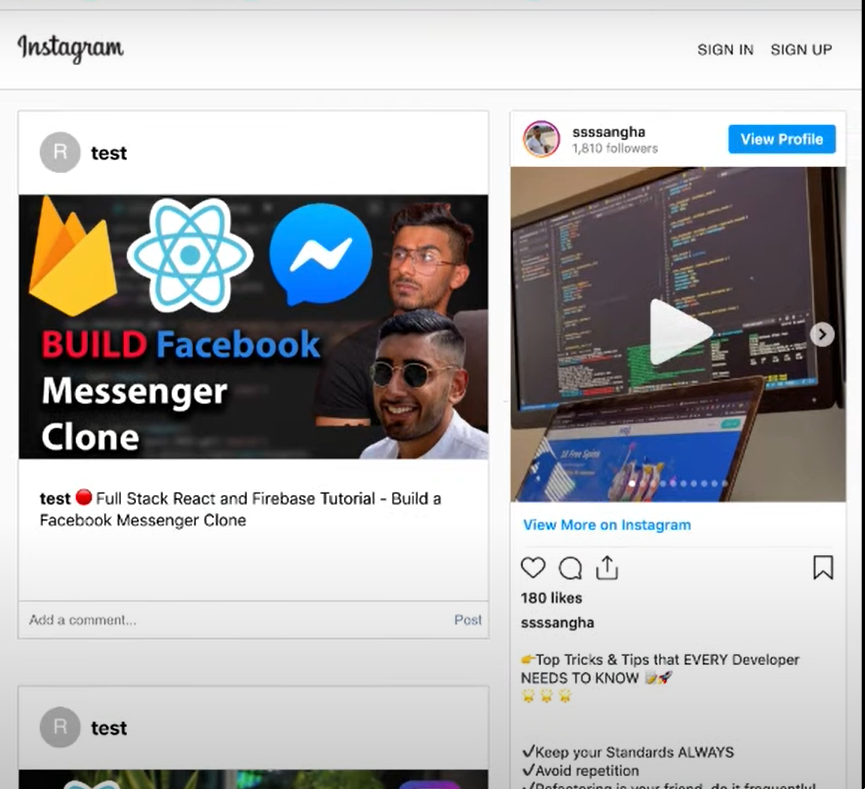 Instagram
SIGN IN SIGN UP
R test
BUILD Facebook
Messenger
Clone
test 🔴Full Stack React and Firebase Tutorial - Build a
Facebook Messenger Clone
Add a comment... Post
R test
ssssangha
1,810 followers
View Profile
10 Free Spins
View More on Instagram
180 likes
ssssangha
👉Top Tricks & Tips that EVERY Developer
NEEDS TO KNOW 📝🚀
🌟 🌟 🌟
✓Keep your Standards ALWAYS
✓Avoid repetition
✓Refactoring is your friend, do it frequently!